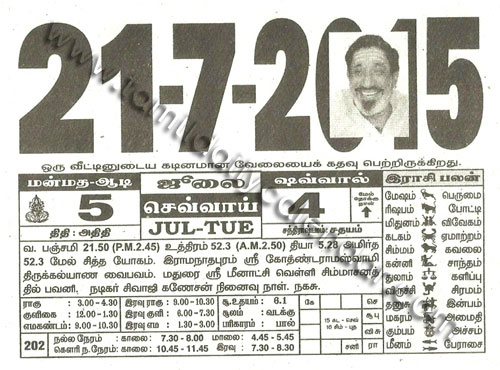 21-7-2015
ஒரு வீட்டினுடைய கடினமான வேலையைக் கதவு பெற்றிருக்கிறது.
மன்மத-ஆடி ஜூலை ஷவ்வால் மேல் நோக்கு நாள் இராசி பலன்
5 செவ்வாய் 4
திதி : அதிதி JUL-TUE சந்திராஷ்டமம்-சதயம்
மேஷம் பெருமை
ரிஷபம் போட்டி
மிதுனம் விவேகம்
கடகம் ஏமாற்றம்
சிம்மம் கவலை
கன்னி சாந்தம்
துலாம் களிப்பு
விருச்சி சிரமம்
தனுசு இன்பம்
மகரம் அமைதி
கும்பம் அச்சம்
மீனம் பேராசை
வ. பஞ்சமி 21.50 (P.M.2.45) உத்திரம் 52.3 (A.M.2.50) தியா 5.28 அமிர்த
52.3 மேல் சித்த யோகம். இராமநாதபுரம் ஸ்ரீ கோதண்டராமஸ்வாமி
திருக்கல்யாண வைபவம். மதுரை ஸ்ரீ மீனாட்சி வெள்ளி சிம்மாசனத்
தில் பவனி, நடிகர் சிவாஜி கணேசன் நினைவு நாள். நகசு.
ராகு : 3.00 - 4.30 இரவு ராகு : 9.00-10.30 சூ.உதயம் : 6.1
குளிகை : 12.00 -1.30 இரவு குளி : 6.00 - 7.30 சூலம் : வடக்கு
எமகண்டம் : 9.00-10.30 இரவு எம : 1.30 - 3.00 பரிகாரம் : பால்
202 நல்ல நேரம் : காலை: 7.30 - 8.00 மாலை: 4.45 - 5.45
கௌரி ந.நேரம் : காலை: 10.45 - 11.45 இரவு : 7.30 - 8.30
கே செ
சூ பு
வி சு
சனி ரா
www.tamildailycalendar.com